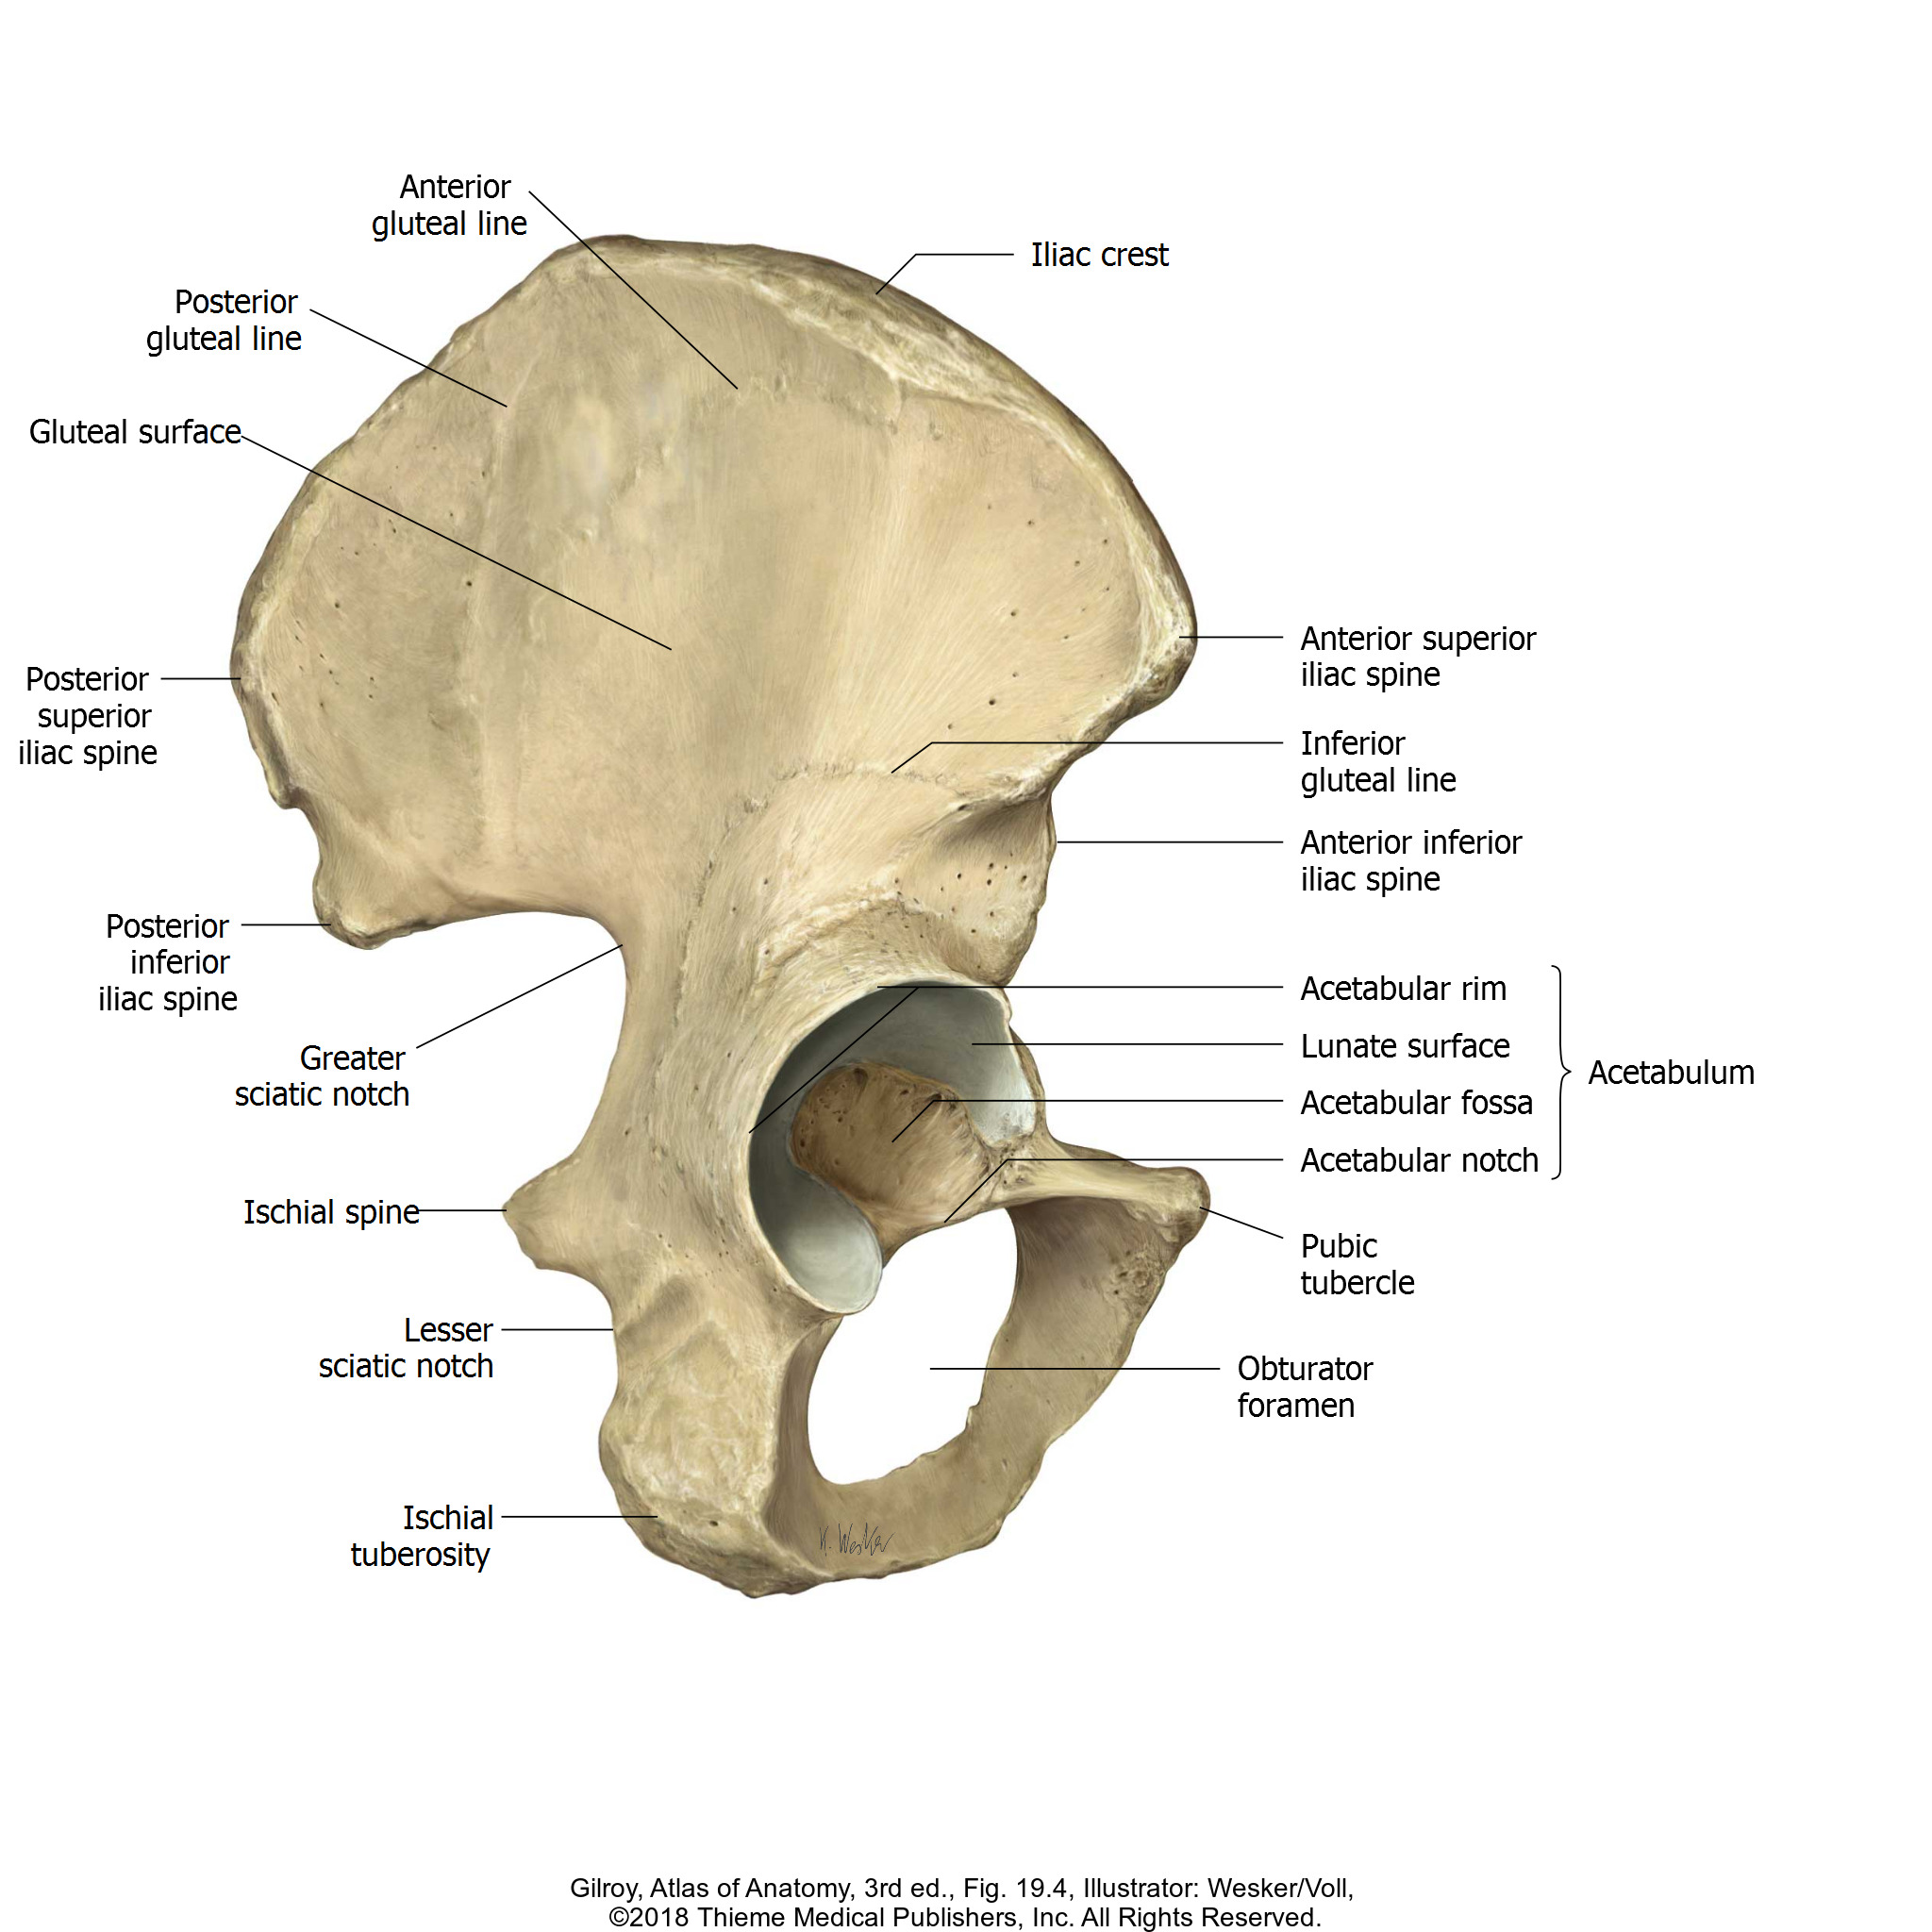 Anterior
gluteal line
Iliac crest
Posterior
gluteal line
Gluteal surface
Anterior superior
iliac spine
Posterior
superior
iliac spine
Inferior
gluteal line
Anterior inferior
iliac spine
Posterior
inferior
iliac spine
Acetabular rim
Lunate surface
Acetabular fossa
Acetabular notch
Acetabulum
Greater
sciatic notch
Ischial spine
Pubic
tubercle
Lesser
sciatic notch
Obturator
foramen
Ischial
tuberosity
K. Wesker
Gilroy, Atlas of Anatomy, 3rd ed., Fig. 19.4, Illustrator: Wesker/Voll,
©2018 Thieme Medical Publishers, Inc. All Rights Reserved.